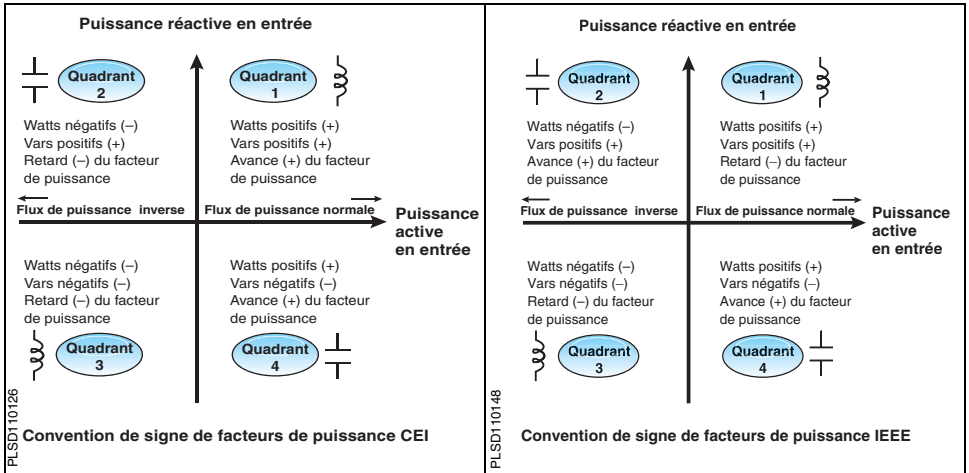 Puissance réactive en entrée
Quadrant
2
Quadrant
1
Watts négatifs (–)
Vars positifs (+)
Retard (–) du facteur
de puissance
Watts positifs (+)
Vars positifs (+)
Avance (+) du facteur
de puissance
Flux de puissance inverse
Flux de puissance normale
Puissance
active
en entrée
Watts négatifs (–)
Vars négatifs (–)
Retard (–) du facteur
de puissance
Watts positifs (+)
Vars négatifs (–)
Avance (+) du facteur
de puissance
Quadrant
3
Quadrant
4
PLSD110126
Convention de signe de facteurs de puissance CEI
Puissance réactive en entrée
Quadrant
2
Quadrant
1
Watts négatifs (–)
Vars positifs (+)
Avance (+) du facteur
de puissance
Watts positifs (+)
Vars positifs (+)
Retard (–) du facteur
de puissance
Flux de puissance inverse
Flux de puissance normale
Puissance
active
en entrée
Watts négatifs (–)
Vars négatifs (–)
Retard (–) du facteur
de puissance
Watts positifs (+)
Vars négatifs (–)
Avance (+) du facteur
de puissance
Quadrant
3
Quadrant
4
PLSD110148
Convention de signe de facteurs de puissance IEEE